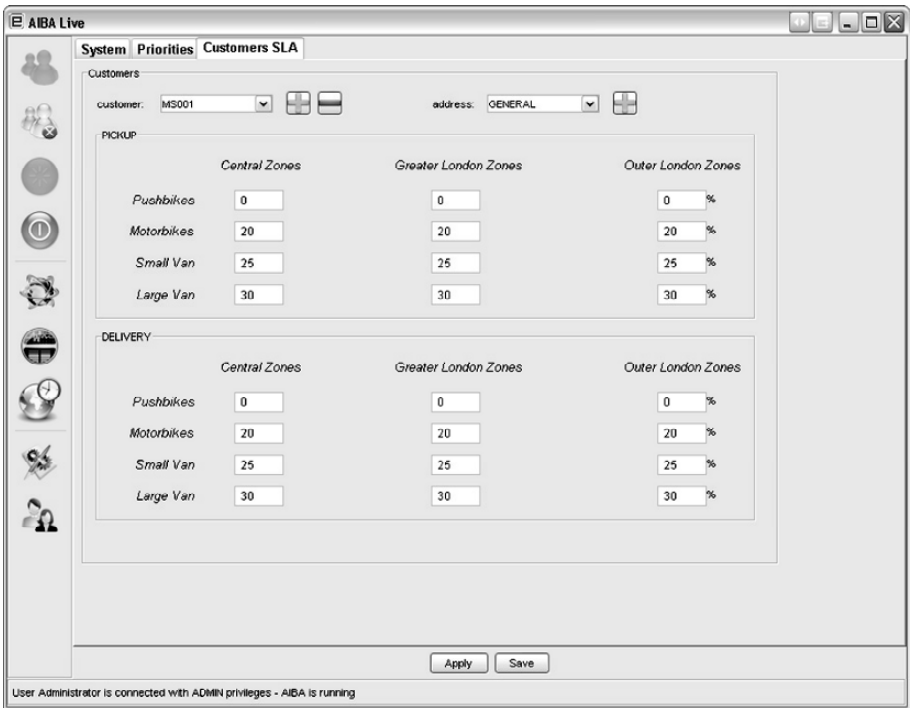 AIBA Live
System Priorities Customers SLA
Customers
customer: MS001 address: GENERAL
PICKUP
Central Zones Greater London Zones Outer London Zones
Pushbikes 0 0 0 %
Motorbikes 20 20 20 %
Small Van 25 25 25 %
Large Van 30 30 30 %
DELIVERY
Central Zones Greater London Zones Outer London Zones
Pushbikes 0 0 0 %
Motorbikes 20 20 20 %
Small Van 25 25 25 %
Large Van 30 30 30 %
Apply Save
User Administrator is connected with ADMIN privileges - AIBA is running